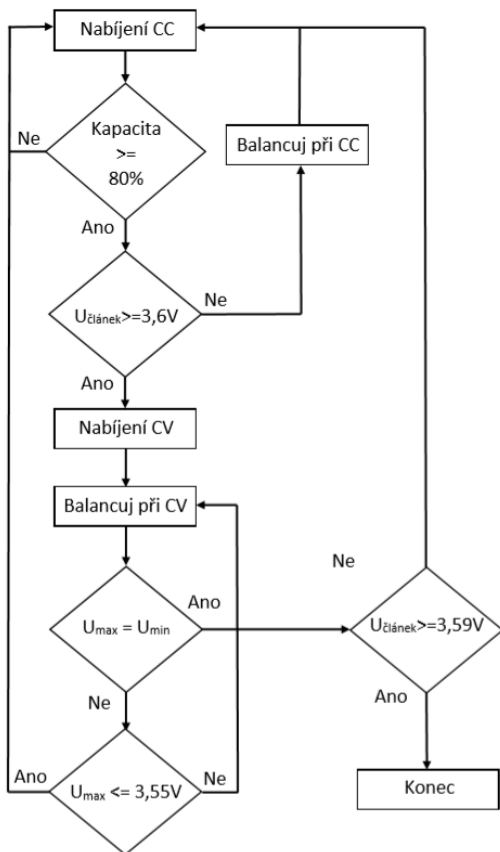 Nabíjení CC
Ne
Kapacita
>=
80%
Balancuj při CC
Ano
Učlánek>=3,6V
Ne
Ano
Nabíjení CV
Balancuj při CV
Ne
Umax = Umin
Ano
Učlánek>=3,59V
Ne
Ano
Ano
Umax <= 3,55V
Ne
Konec